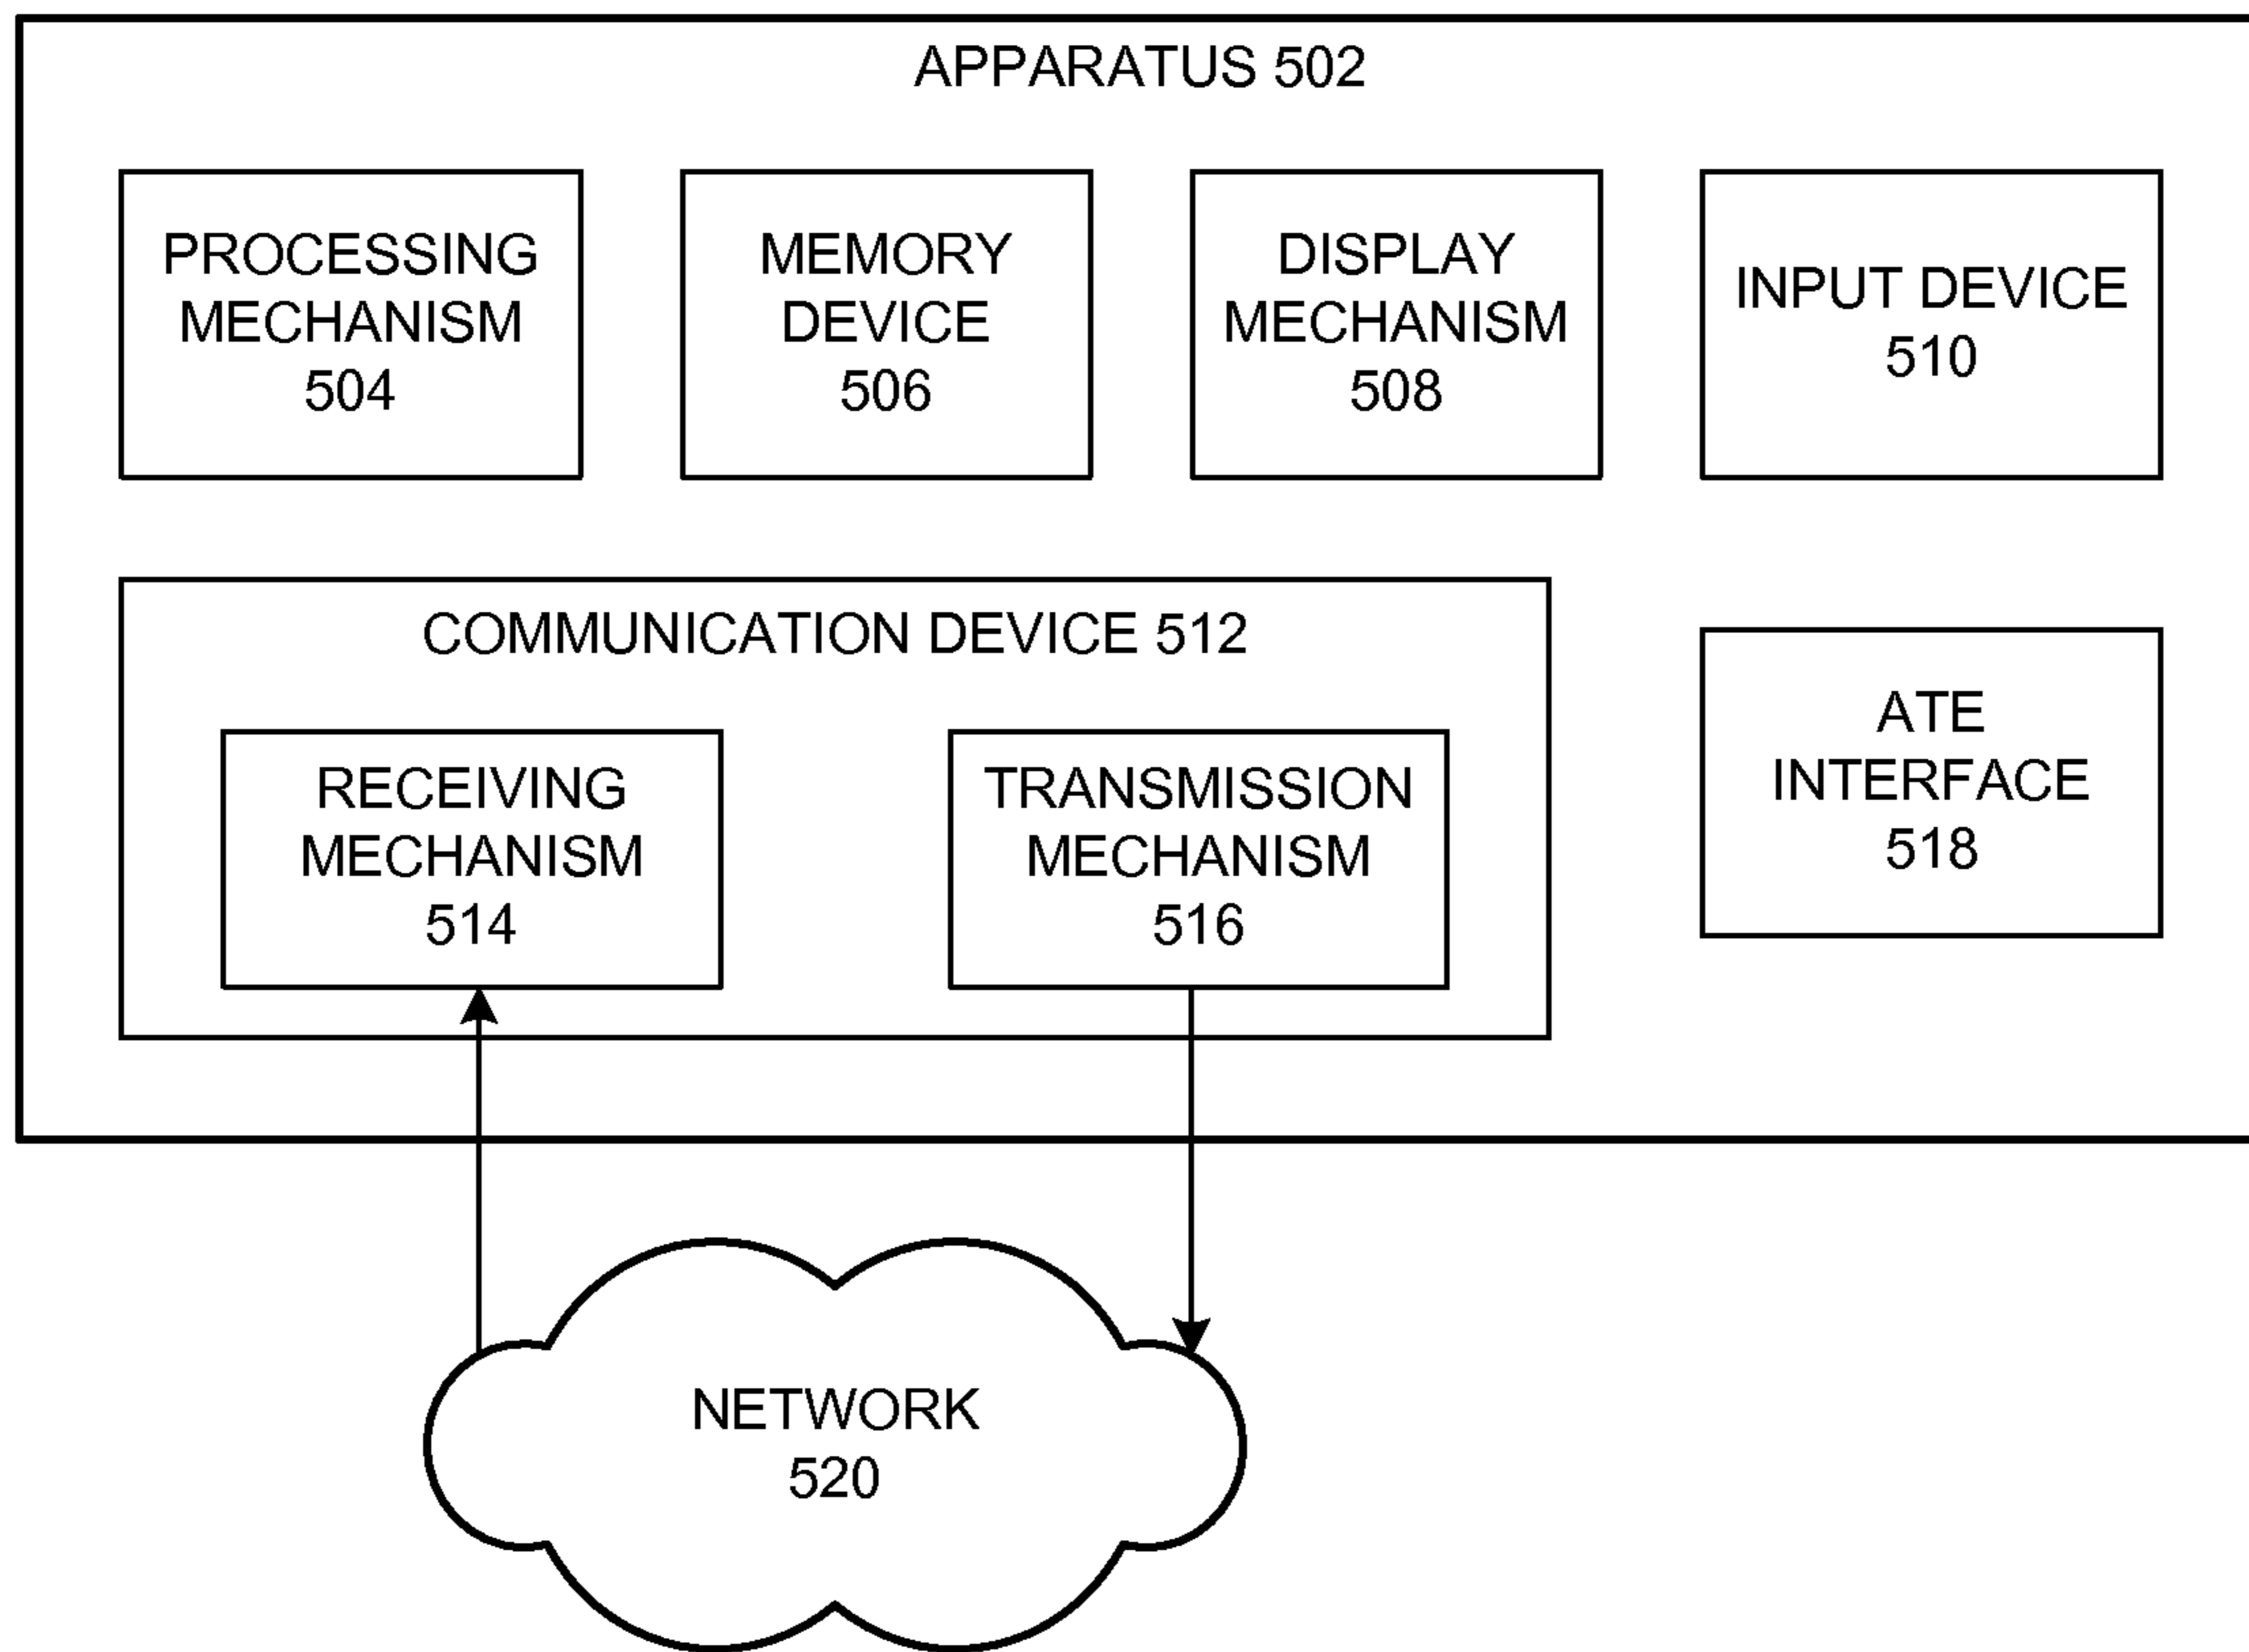 APPARATUS 502
PROCESSING
MECHANISM
504
MEMORY
DEVICE
506
DISPLAY
MECHANISM
508
INPUT DEVICE
510
COMMUNICATION DEVICE 512
RECEIVING
MECHANISM
514
TRANSMISSION
MECHANISM
516
ATE
INTERFACE
518
NETWORK
520